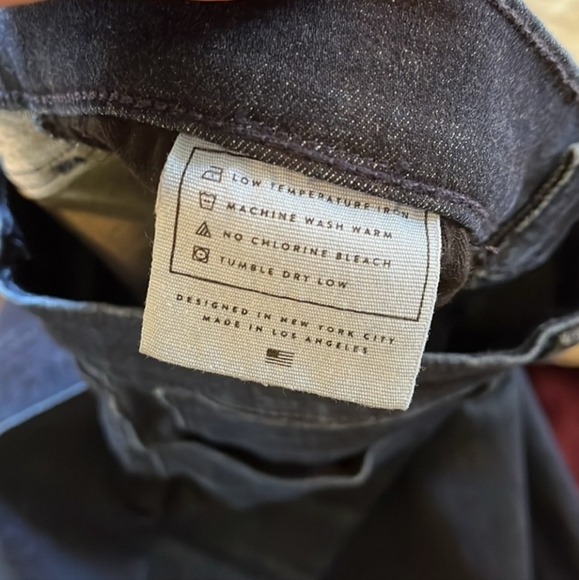 LOW TEMPERATURE IRON
MACHINE WASH WARM
NO CHLORINE BLEACH
TUMBLE DRY LOW
DESIGNED IN NEW YORK CITY
MADE IN LOS ANGELES